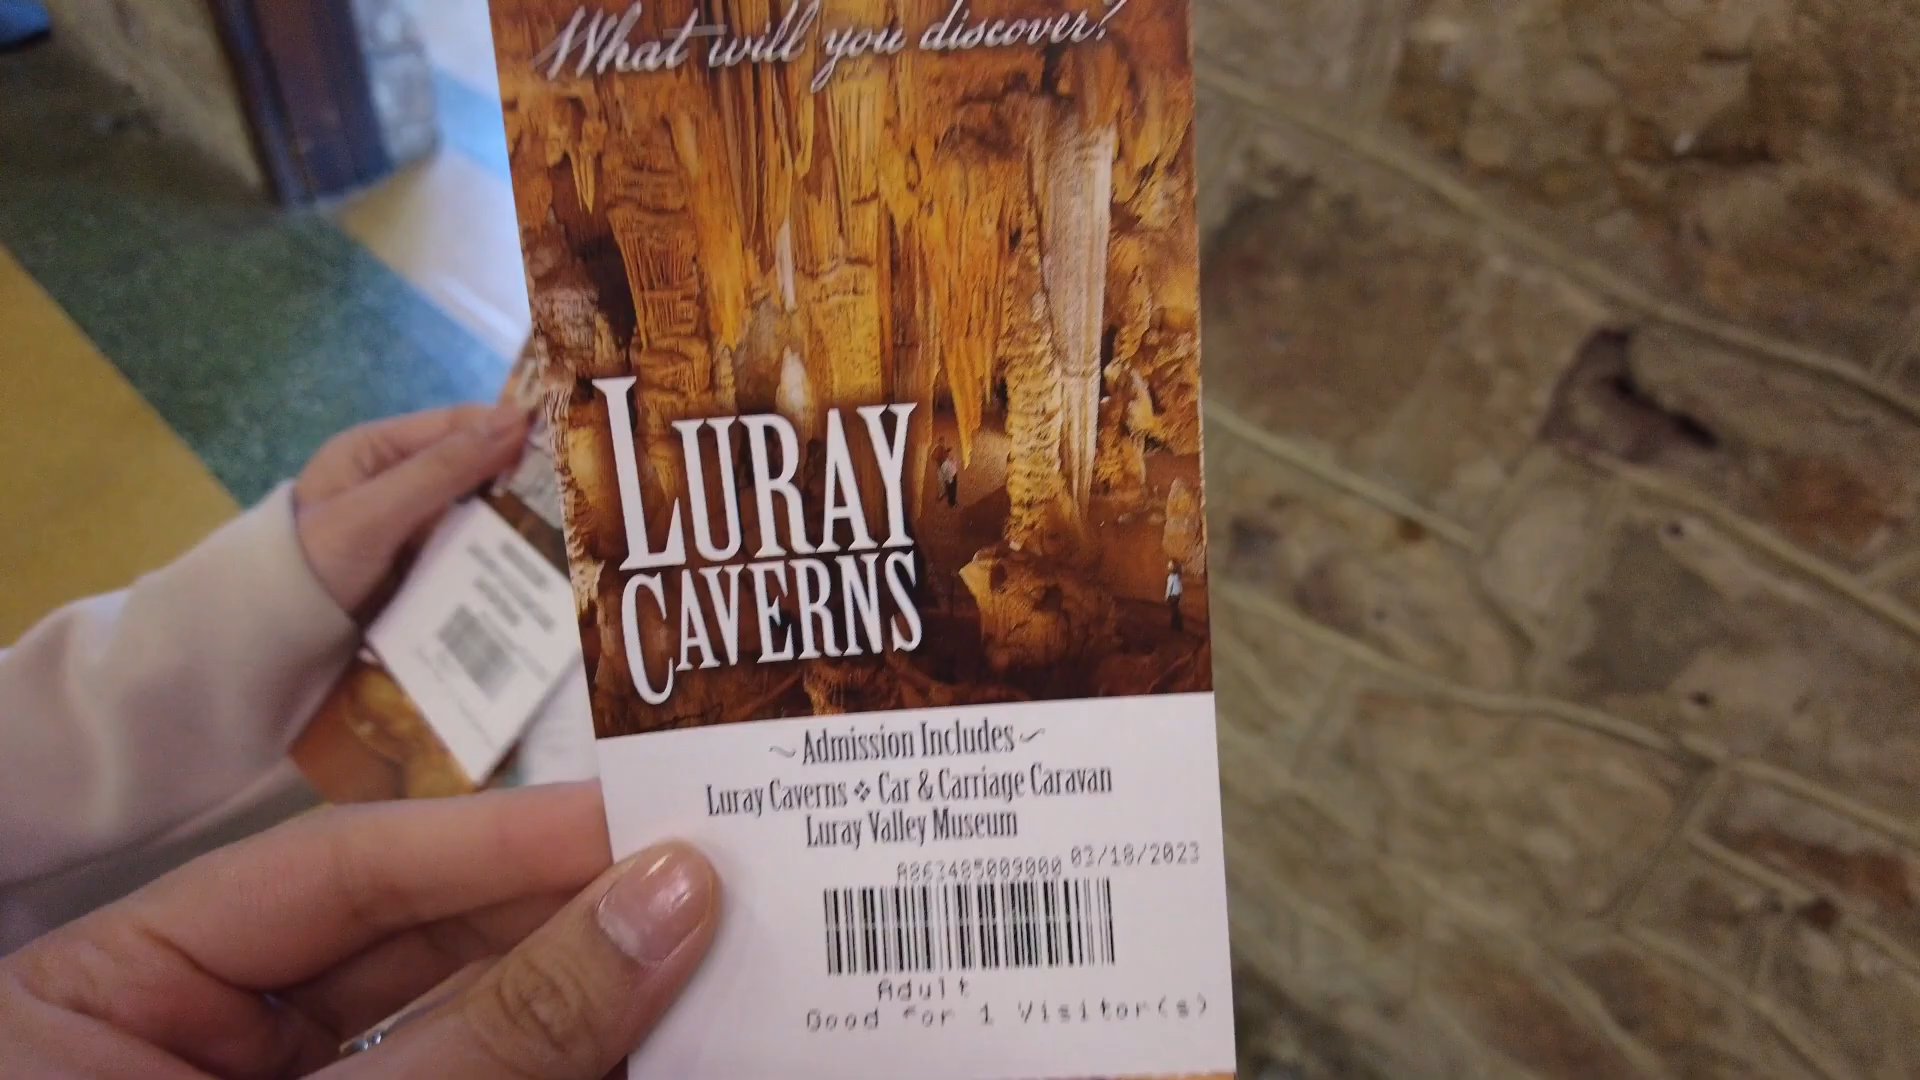 What will you discover?
LURAY
CAVERNS
~ Admission Includes ~
Luray Caverns ❖ Car & Carriage Caravan
Luray Valley Museum
A863485009000 03/18/2023
Adult
Good for 1 Visitor(s)